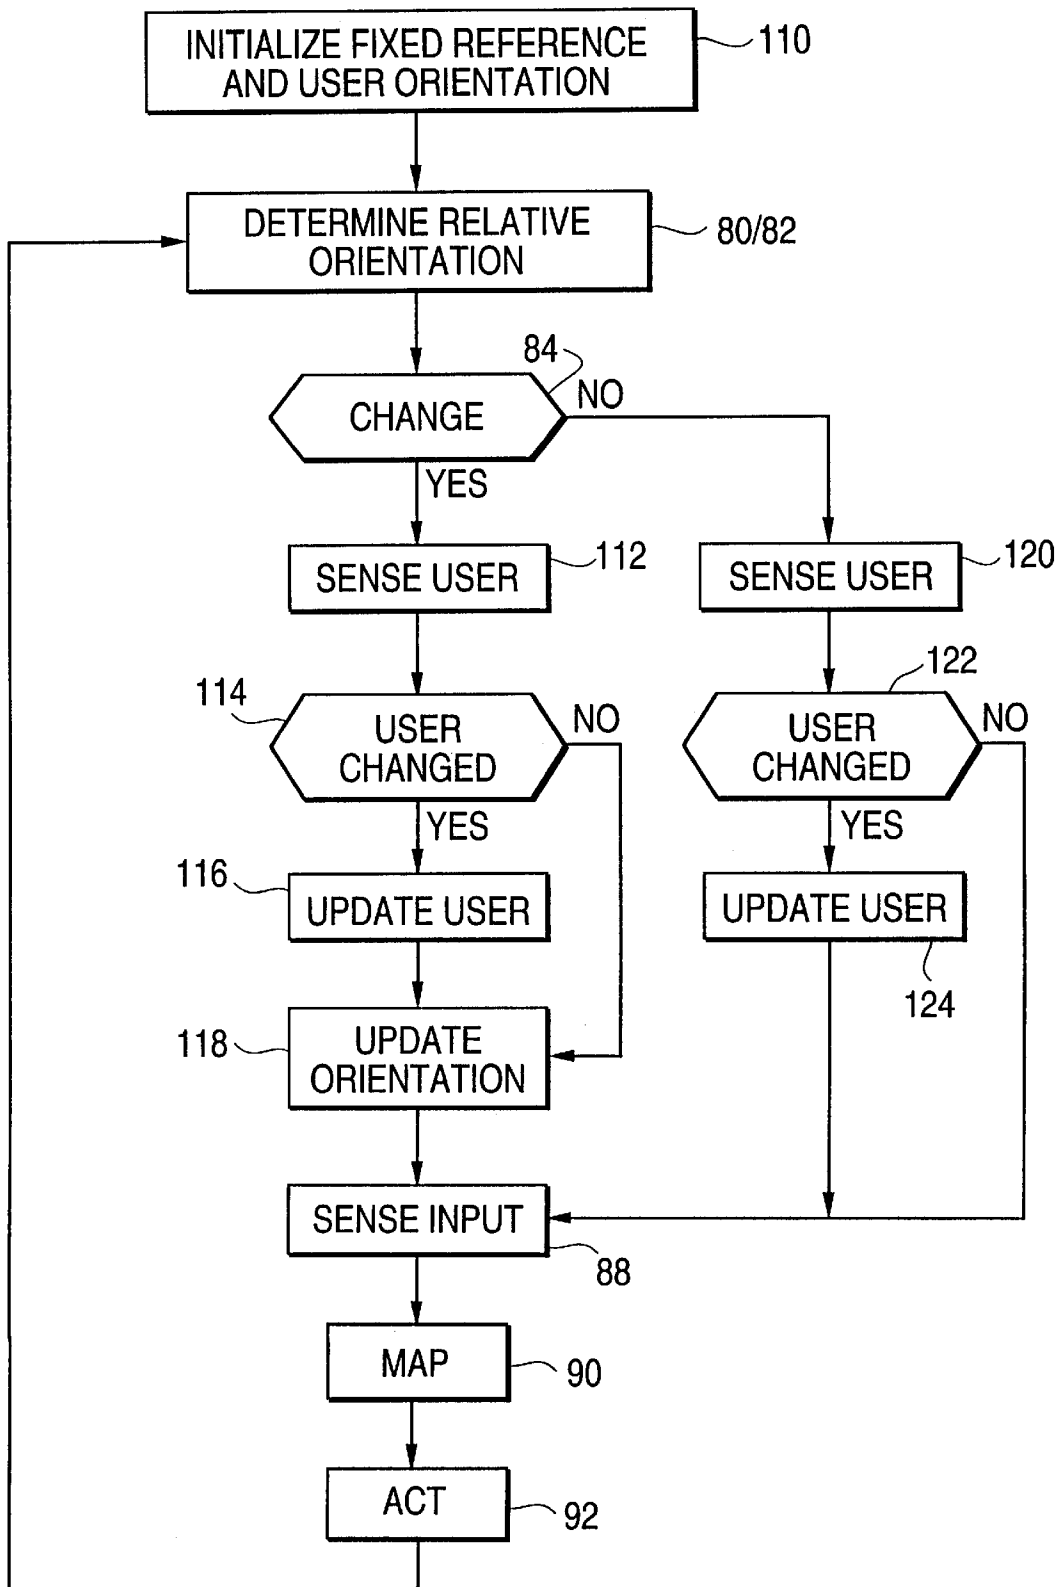 INITIALIZE FIXED REFERENCE
AND USER ORIENTATION
110
DETERMINE RELATIVE
ORIENTATION
80/82
84
CHANGE
NO
YES
SENSE USER
112
SENSE USER
120
114
USER
CHANGED
NO
YES
122
USER
CHANGED
NO
YES
116
UPDATE USER
UPDATE USER
124
118
UPDATE
ORIENTATION
SENSE INPUT
88
MAP
90
ACT
92